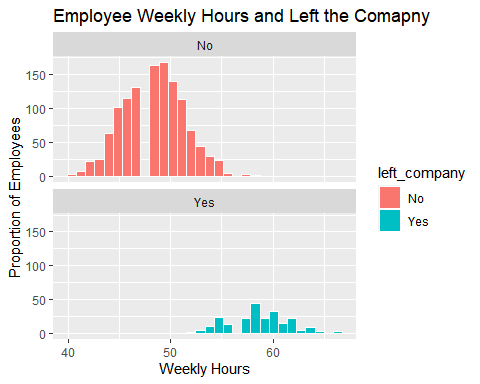 Employee Weekly Hours and Left the Comapny
No
150
100
50
0
Yes
150
100
50
0
40
50
60
Weekly Hours
Proportion of Employees
left_company
No
Yes